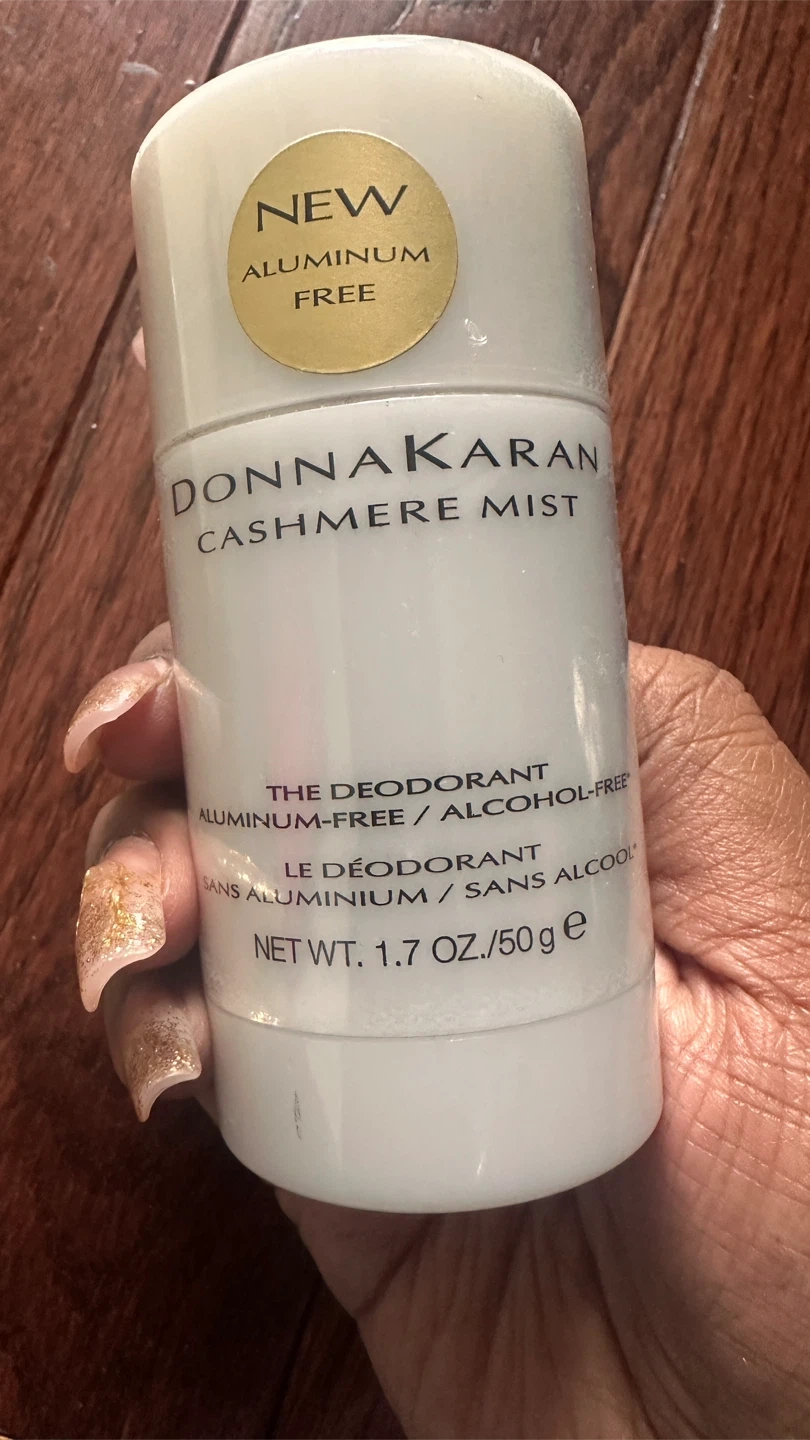 NEW
ALUMINUM
FREE
DONNAKARAN
CASHMERE MIST
THE DEODORANT
ALUMINUM-FREE / ALCOHOL-FREE*
LE DÉODORANT
SANS ALUMINIUM / SANS ALCOOL*
NET WT. 1.7 OZ./50 g ℮